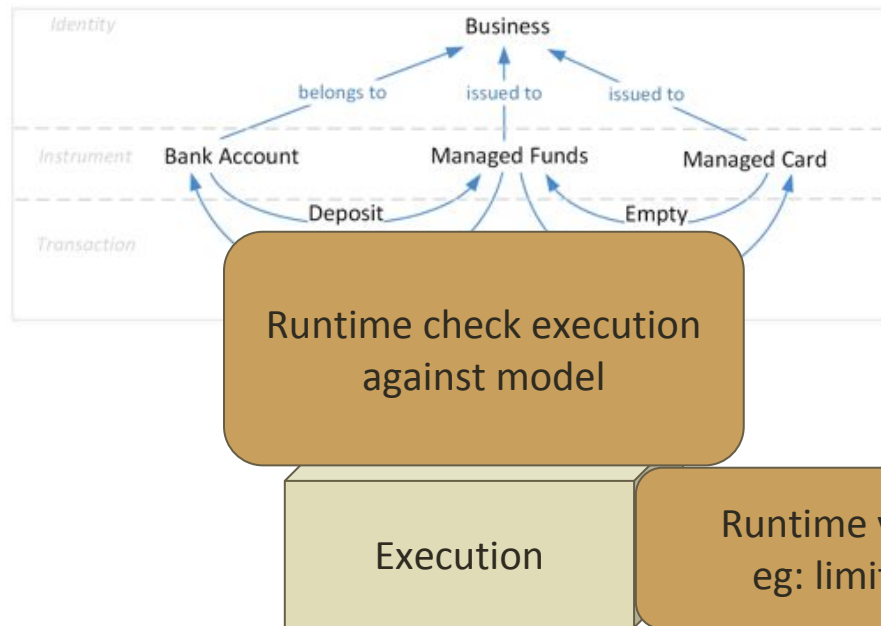 Identity
Business
belongs to
issued to
issued to
Instrument
Bank Account
Managed Funds
Managed Card
Deposit
Empty
Transaction
Runtime check execution
against model
Execution
Runtime
eg: